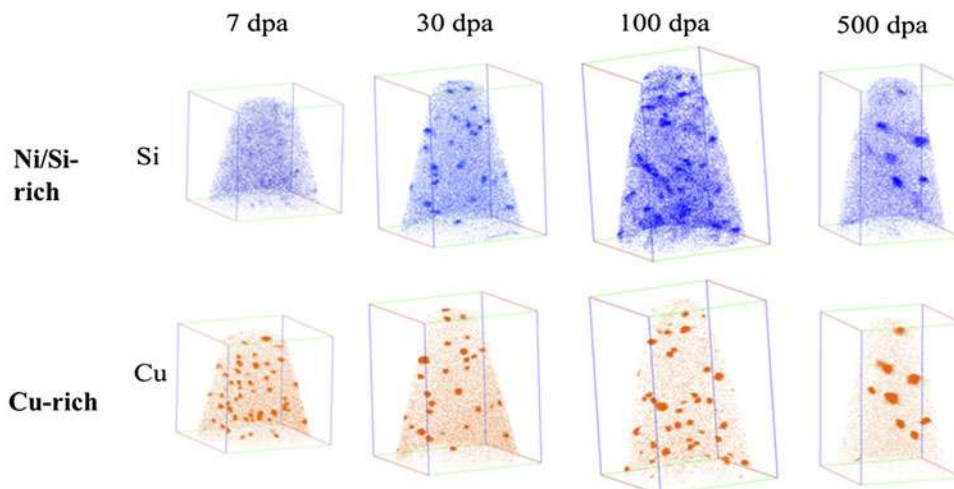 7 dpa 30 dpa 100 dpa 500 dpa
Ni/Si-
rich
Si
Cu-rich
Cu